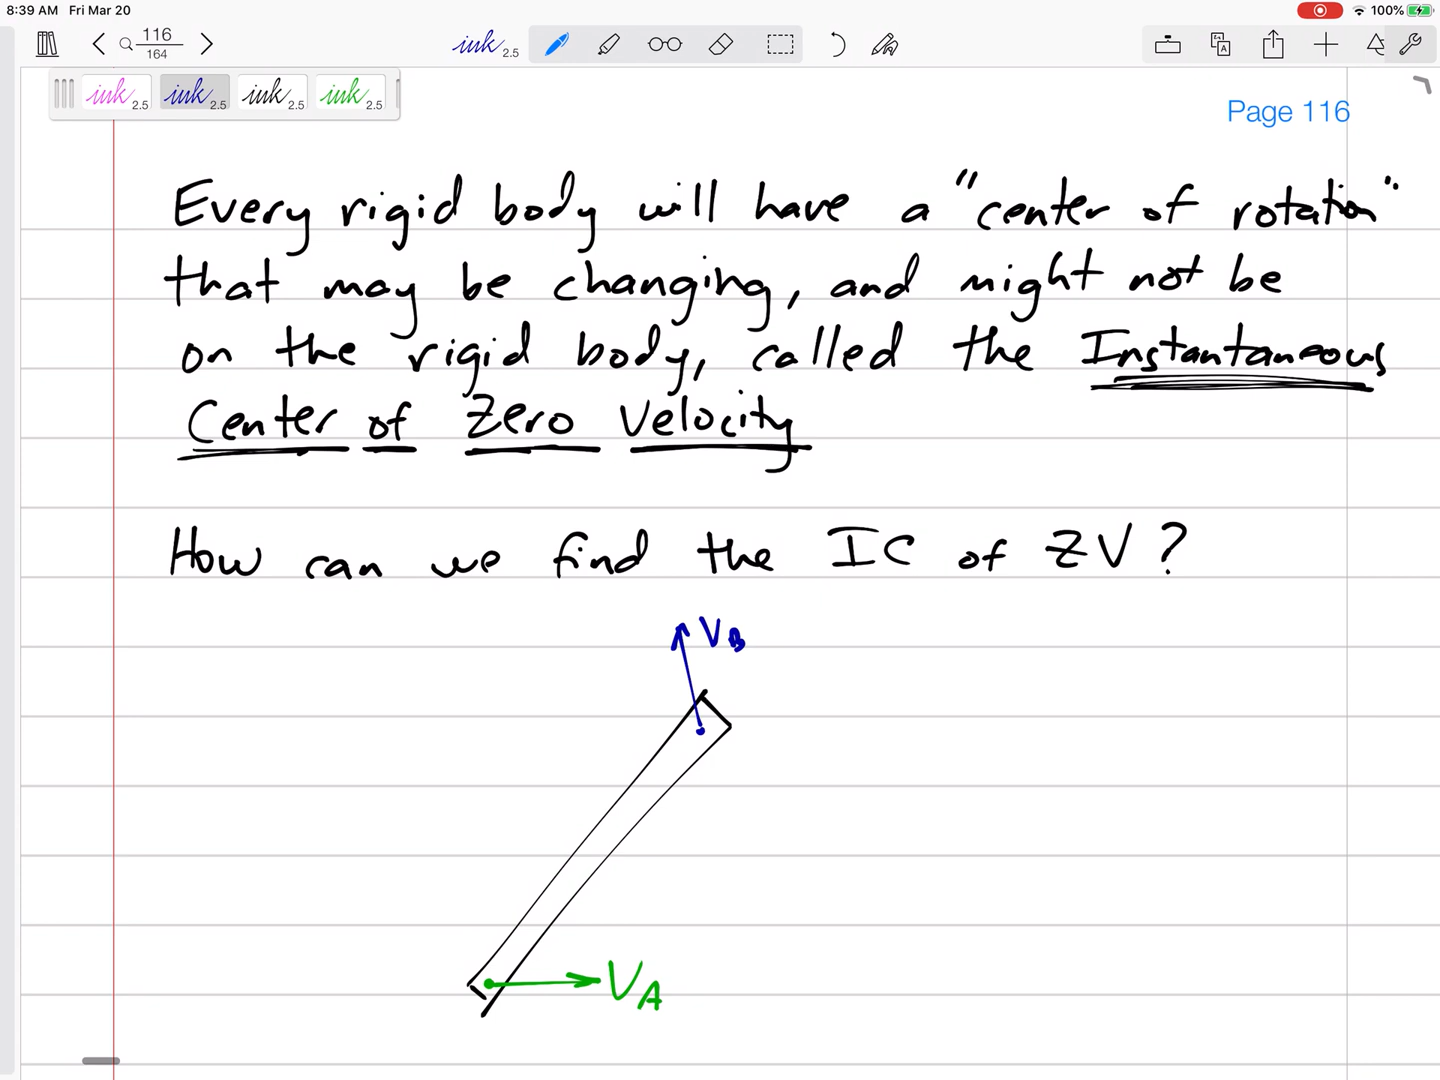 8:39 AM Fri Mar 20
100%
116
164
ink 2.5
ink 2.5 ink 2.5 ink 2.5 ink 2.5
Page 116
Every rigid body will have a "center of rotation"
that may be changing, and might not be
on the rigid body, called the Instantaneous
Center of Zero Velocity
How can we find the IC of ZV?
VB
VA